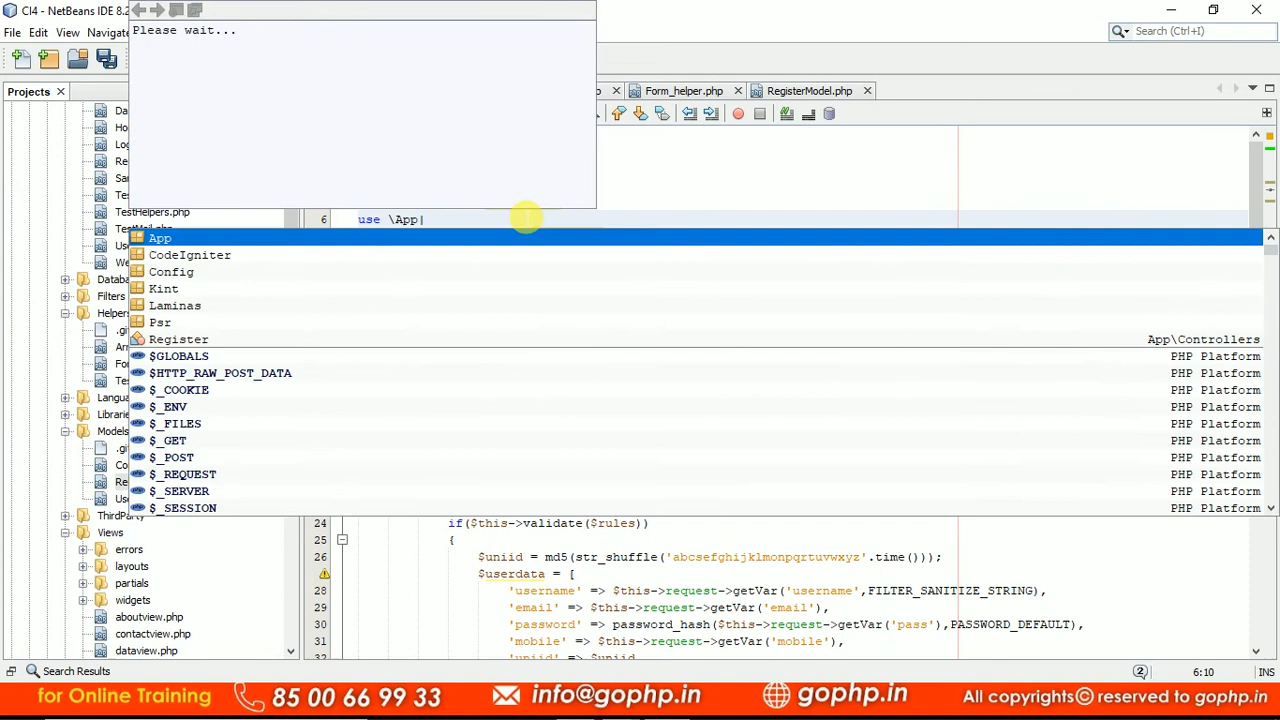 CI4 - NetBeans IDE 8.2
Search (Ctrl+I)
File Edit View Navigate
Please wait...
Projects
Form_helper.php
RegisterModel.php
TestHelpers.php
Filters
Helpers
Models
ThirdParty
Views
errors
layouts
partials
widgets
aboutview.php
contactview.php
dataview.php
6 use \App
App
CodeIgniter
Config
Kint
Laminas
Psr
Register App\Controllers
$GLOBALS PHP Platform
$HTTP_RAW_POST_DATA PHP Platform
$_COOKIE PHP Platform
$_ENV PHP Platform
$_FILES PHP Platform
$_GET PHP Platform
$_POST PHP Platform
$_REQUEST PHP Platform
$_SERVER PHP Platform
$_SESSION PHP Platform
24 if($this->validate($rules))
25 {
26 $uniid = md5(str_shuffle('abcsefghijklmonpqrtuvwxyz'.time()));
$userdata = [
28 'username' => $this->request->getVar('username',FILTER_SANITIZE_STRING),
29 'email' => $this->request->getVar('email'),
30 'password' => password_hash($this->request->getVar('pass'),PASSWORD_DEFAULT),
31 'mobile' => $this->request->getVar('mobile'),
32 'uniid' => $uniid
Search Results
2
6:10
INS
for Online Training 85 00 66 99 33 info@gophp.in gophp.in All copyrights© reserved to gophp.in